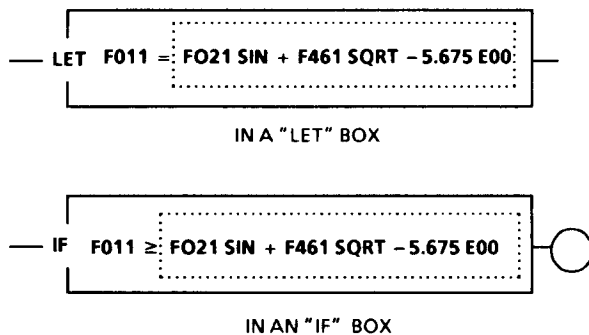 LET F011 = FO21 SIN + F461 SQRT – 5.675 E00
IN A "LET" BOX
IF F011 ≥ FO21 SIN + F461 SQRT – 5.675 E00
IN AN "IF" BOX